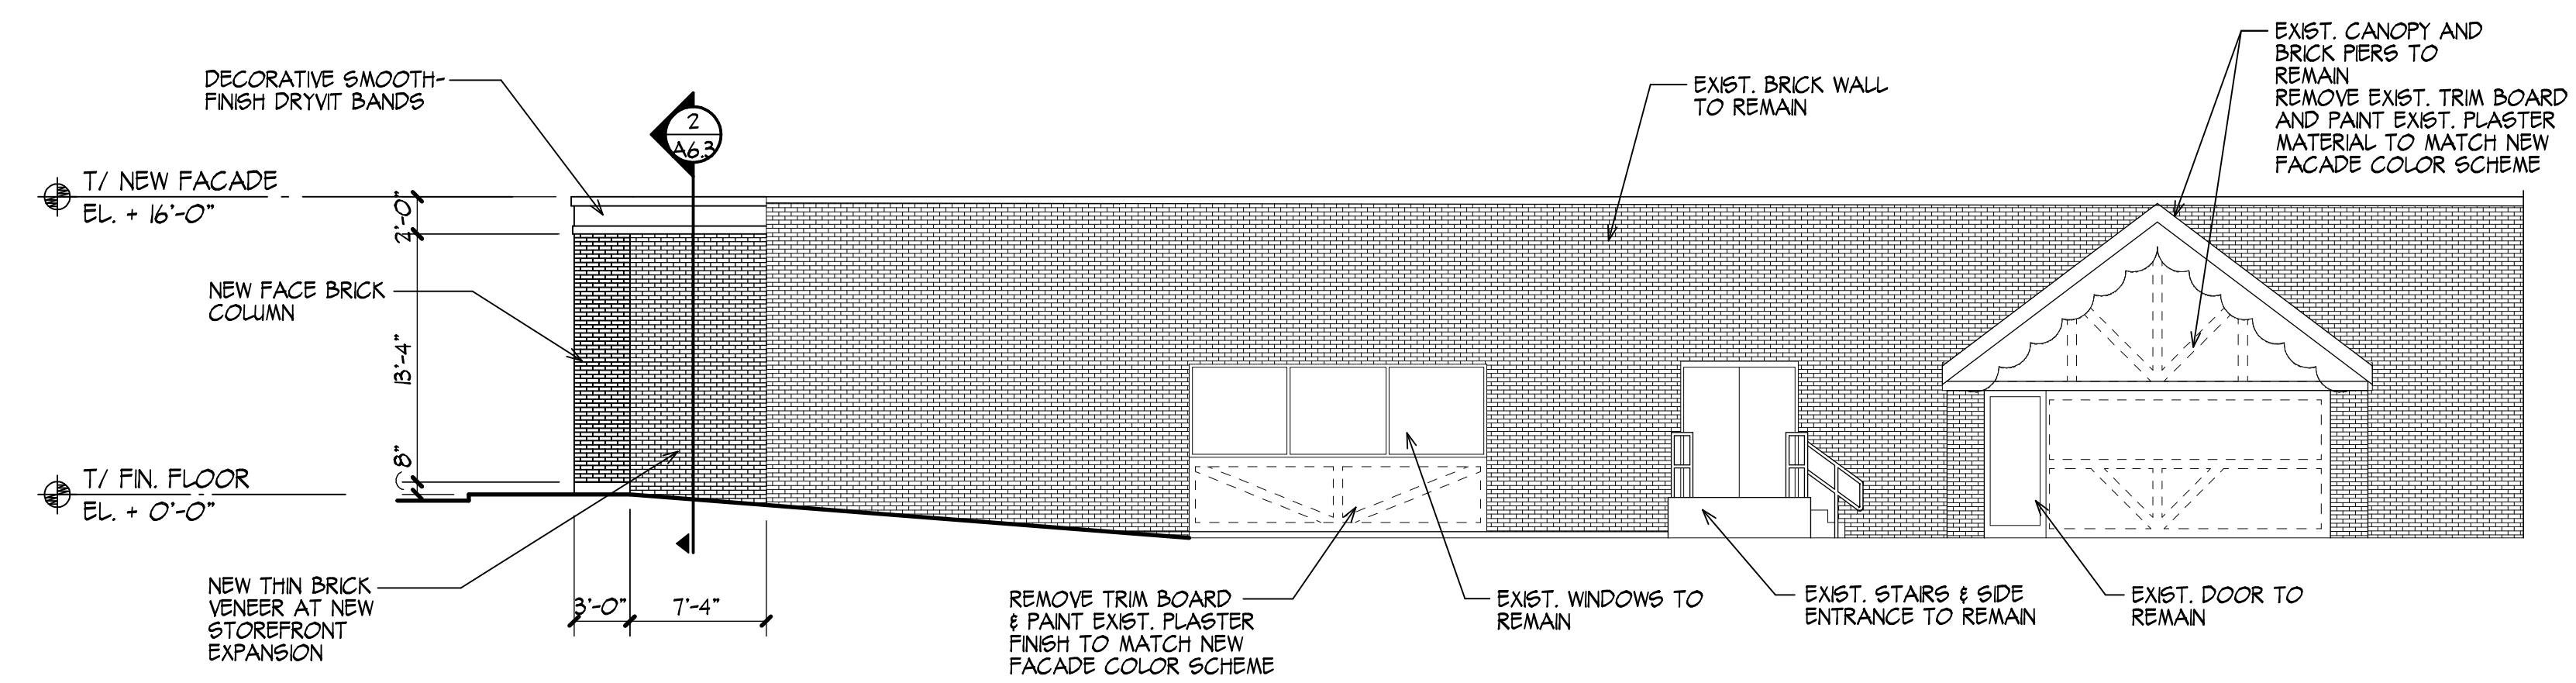 EXIST. CANOPY AND
BRICK PIERS TO
REMAIN
REMOVE EXIST. TRIM BOARD
AND PAINT EXIST. PLASTER
MATERIAL TO MATCH NEW
FACADE COLOR SCHEME
DECORATIVE SMOOTH-
FINISH DRYVIT BANDS
2
A6.3
EXIST. BRICK WALL
TO REMAIN
T/ NEW FACADE
EL. + 16'-0"
2'-0"
NEW FACE BRICK
COLUMN
13'-4"
8"
T/ FIN. FLOOR
EL. + 0'-0"
NEW THIN BRICK
VENEER AT NEW
STOREFRONT
EXPANSION
3'-0"
7'-4"
REMOVE TRIM BOARD
& PAINT EXIST. PLASTER
FINISH TO MATCH NEW
FACADE COLOR SCHEME
EXIST. WINDOWS TO
REMAIN
EXIST. STAIRS & SIDE
ENTRANCE TO REMAIN
EXIST. DOOR TO
REMAIN